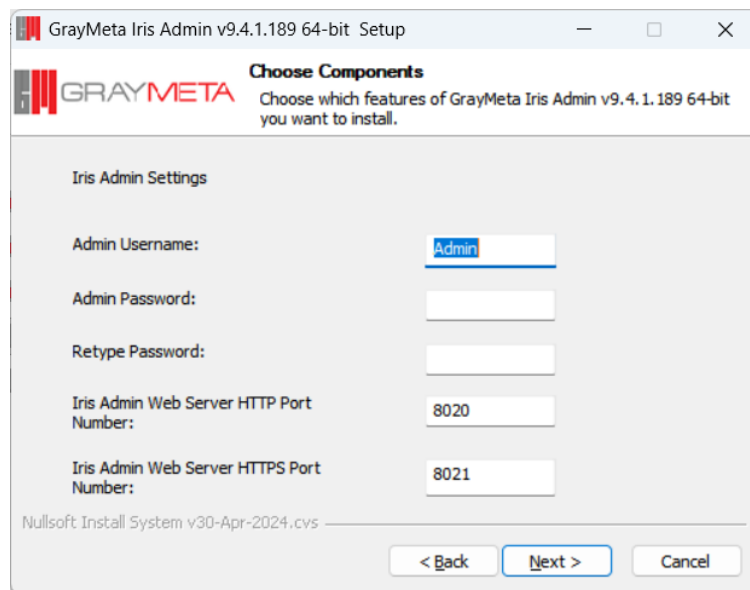 GrayMeta Iris Admin v9.4.1.189 64-bit  Setup
GRAYMETA
Choose Components
Choose which features of GrayMeta Iris Admin v9.4.1.189 64-bit
you want to install.
Iris Admin Settings
Admin Username:
Admin
Admin Password:
Retype Password:
Iris Admin Web Server HTTP Port
Number:
8020
Iris Admin Web Server HTTPS Port
Number:
8021
Nullsoft Install System v30-Apr-2024.cvs
< Back
Next >
Cancel